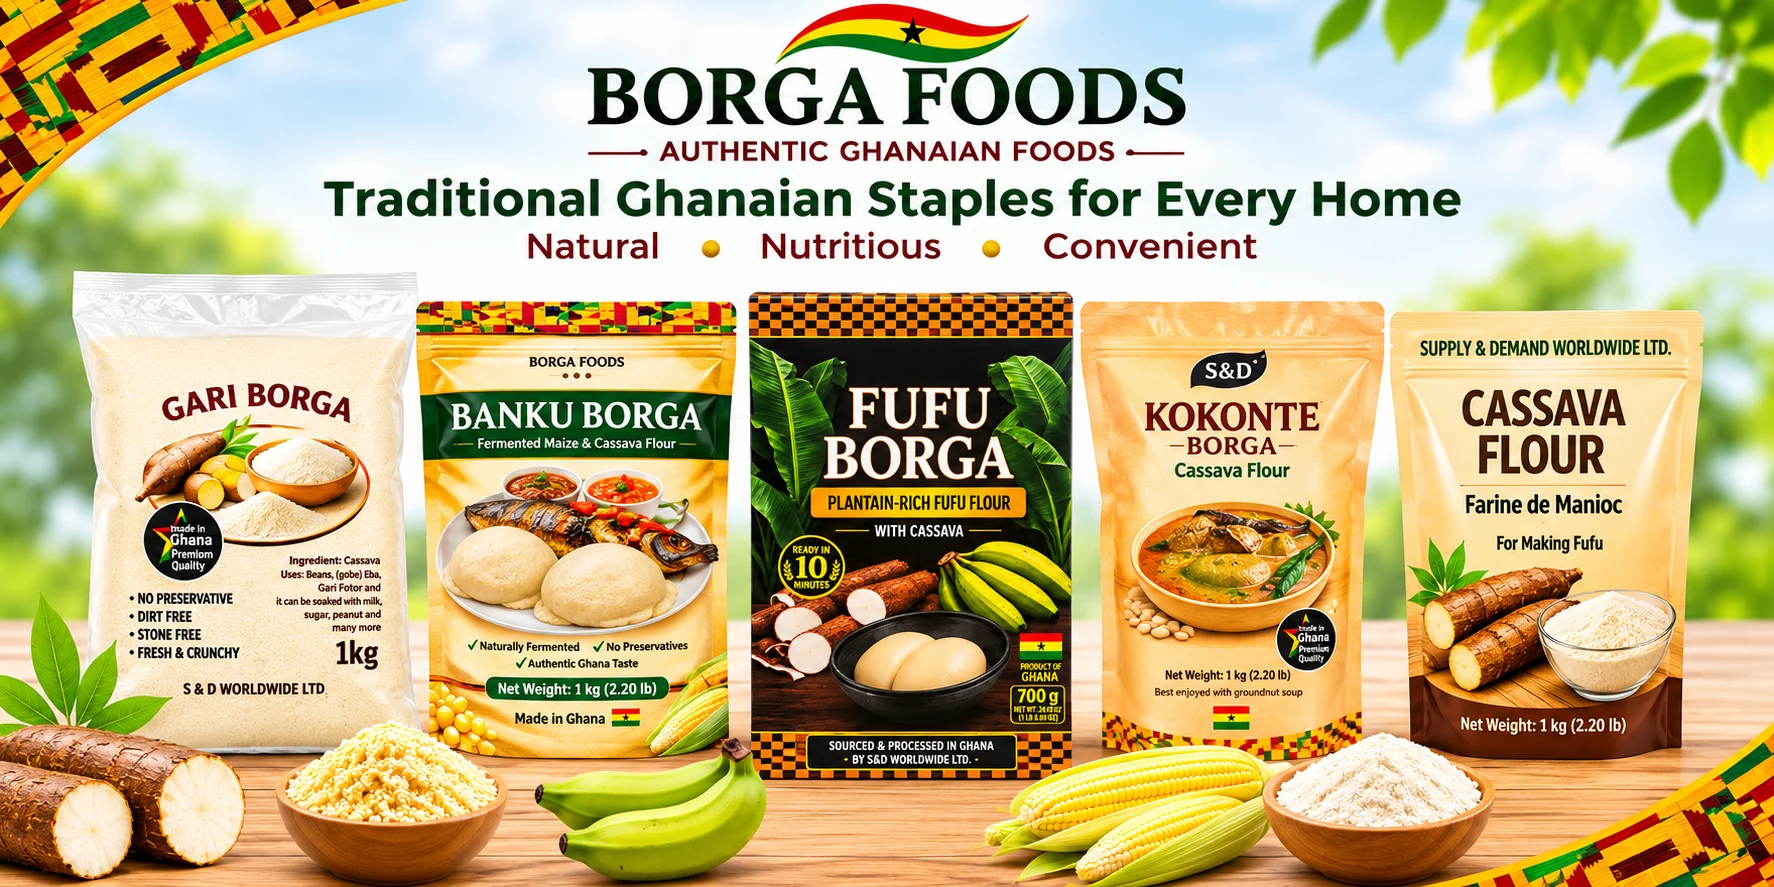 BORGA FOODS
AUTHENTIC GHANAIAN FOODS
Traditional Ghanaian Staples for Every Home
Natural • Nutritious • Convenient
GARI BORGA
made in
Ghana
Premiom
Quality
Ingredient: Cassava
Uses: Beans, (gobe) Eba,
Gari Fotor and
it can be soaked with milk,
sugar, peanut and
many more
• NO PRESERVATIVE
• DIRT FREE
• STONE FREE
• FRESH & CRUNCHY
1kg
S & D WORLDWIDE LTD
BORGA FOODS
BANKU BORGA
Fermented Maize & Cassava Flour
✓ Naturally Fermented ✓ No Preservatives
✓ Authentic Ghana Taste
Net Weight: 1 kg (2.20 lb)
Made in Ghana
FUFU
BORGA
PLANTAIN-RICH FUFU FLOUR
WITH CASSAVA
READY IN
10
MINUTES
PRODUCT OF
GHANA
700 g
SOURCED & PROCESSED IN GHANA
• BY S&D WORLDWIDE LTD. •
S&D
KOKONTE
BORGA
Cassava Flour
made in
Ghana
Premium
Quality
Net Weight: 1 kg (2.20 lb)
Best enjoyed with groundnut soup
SUPPLY & DEMAND WORLDWIDE LTD.
CASSAVA
FLOUR
Farine de Manioc
For Making Fufu
Net Weight: 1 kg (2.20 lb)